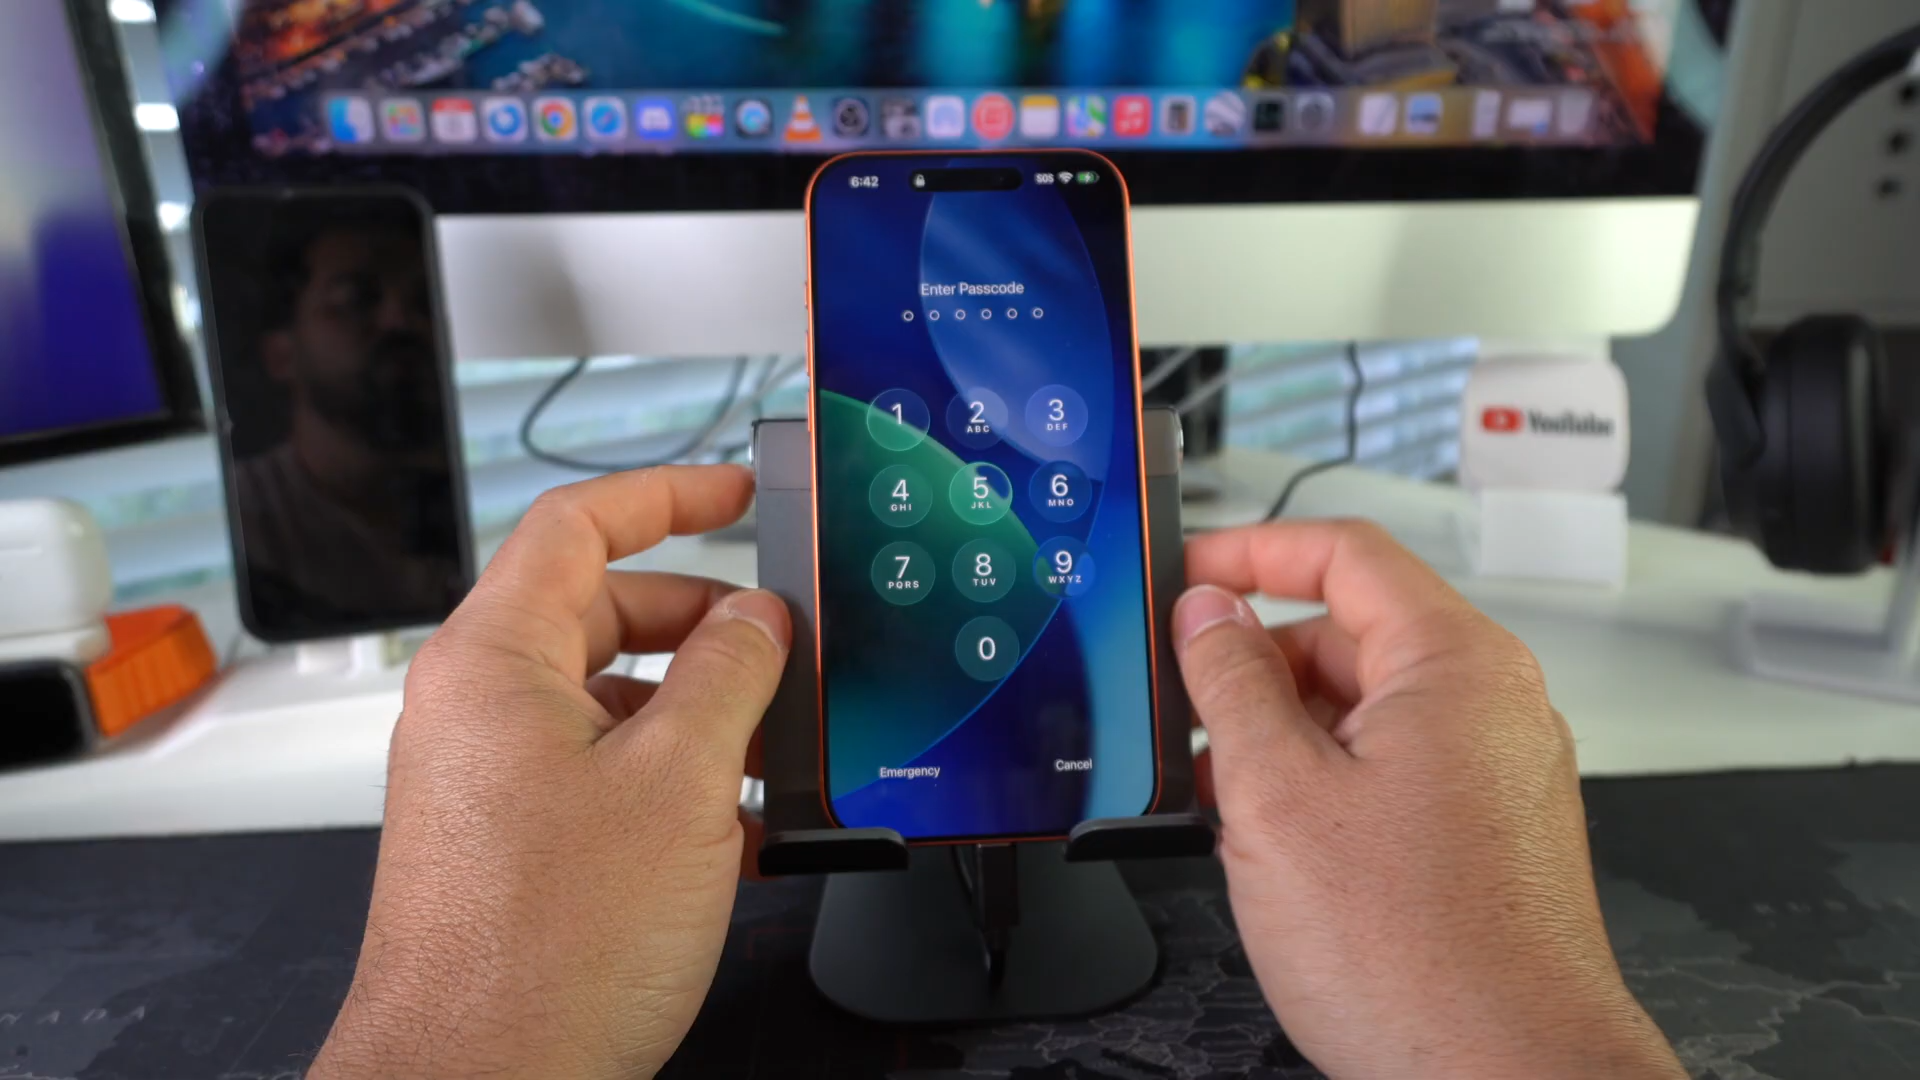 6:42
SOS
Enter Passcode
1
2
ABC
3
DEF
4
GHI
5
JKL
6
MNO
7
PQRS
8
TUV
9
WXYZ
0
Emergency
Cancel
YouTube
NADA